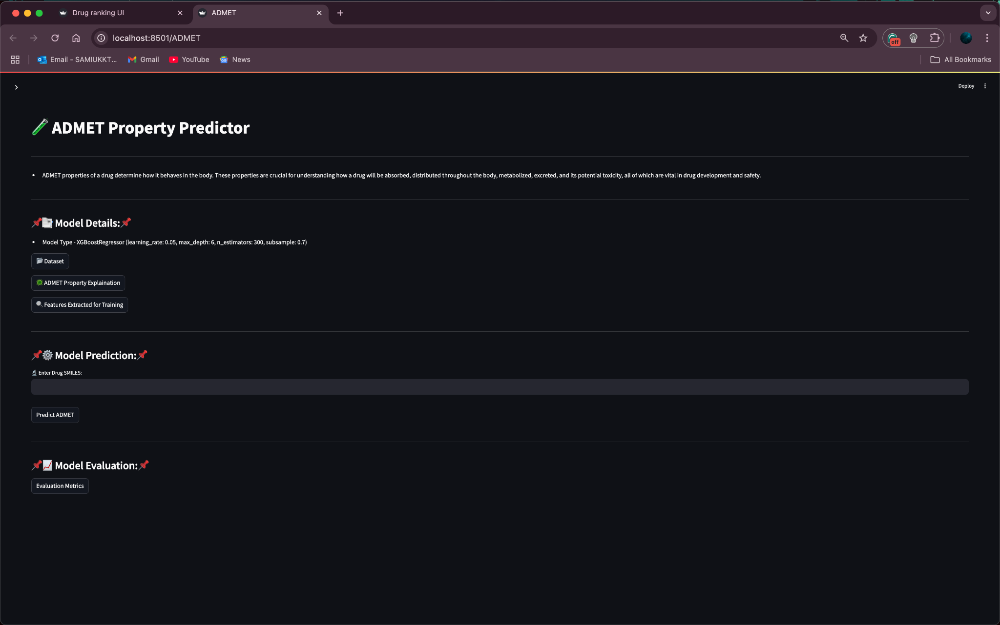 Drug ranking UI
ADMET
localhost:8501/ADMET
off
Email - SAMIUKKT...
Gmail
YouTube
News
All Bookmarks
Deploy
ADMET Property Predictor
ADMET properties of a drug determine how it behaves in the body. These properties are crucial for understanding how a drug will be absorbed, distributed throughout the body, metabolized, excreted, and its potential toxicity, all of which are vital in drug development and safety.
Model Details:
Model Type - XGBoostRegressor (learning_rate: 0.05, max_depth: 6, n_estimators: 300, subsample: 0.7)
Dataset
ADMET Property Explaination
Features Extracted for Training
Model Prediction:
Enter Drug SMILES:
Predict ADMET
Model Evaluation:
Evaluation Metrics